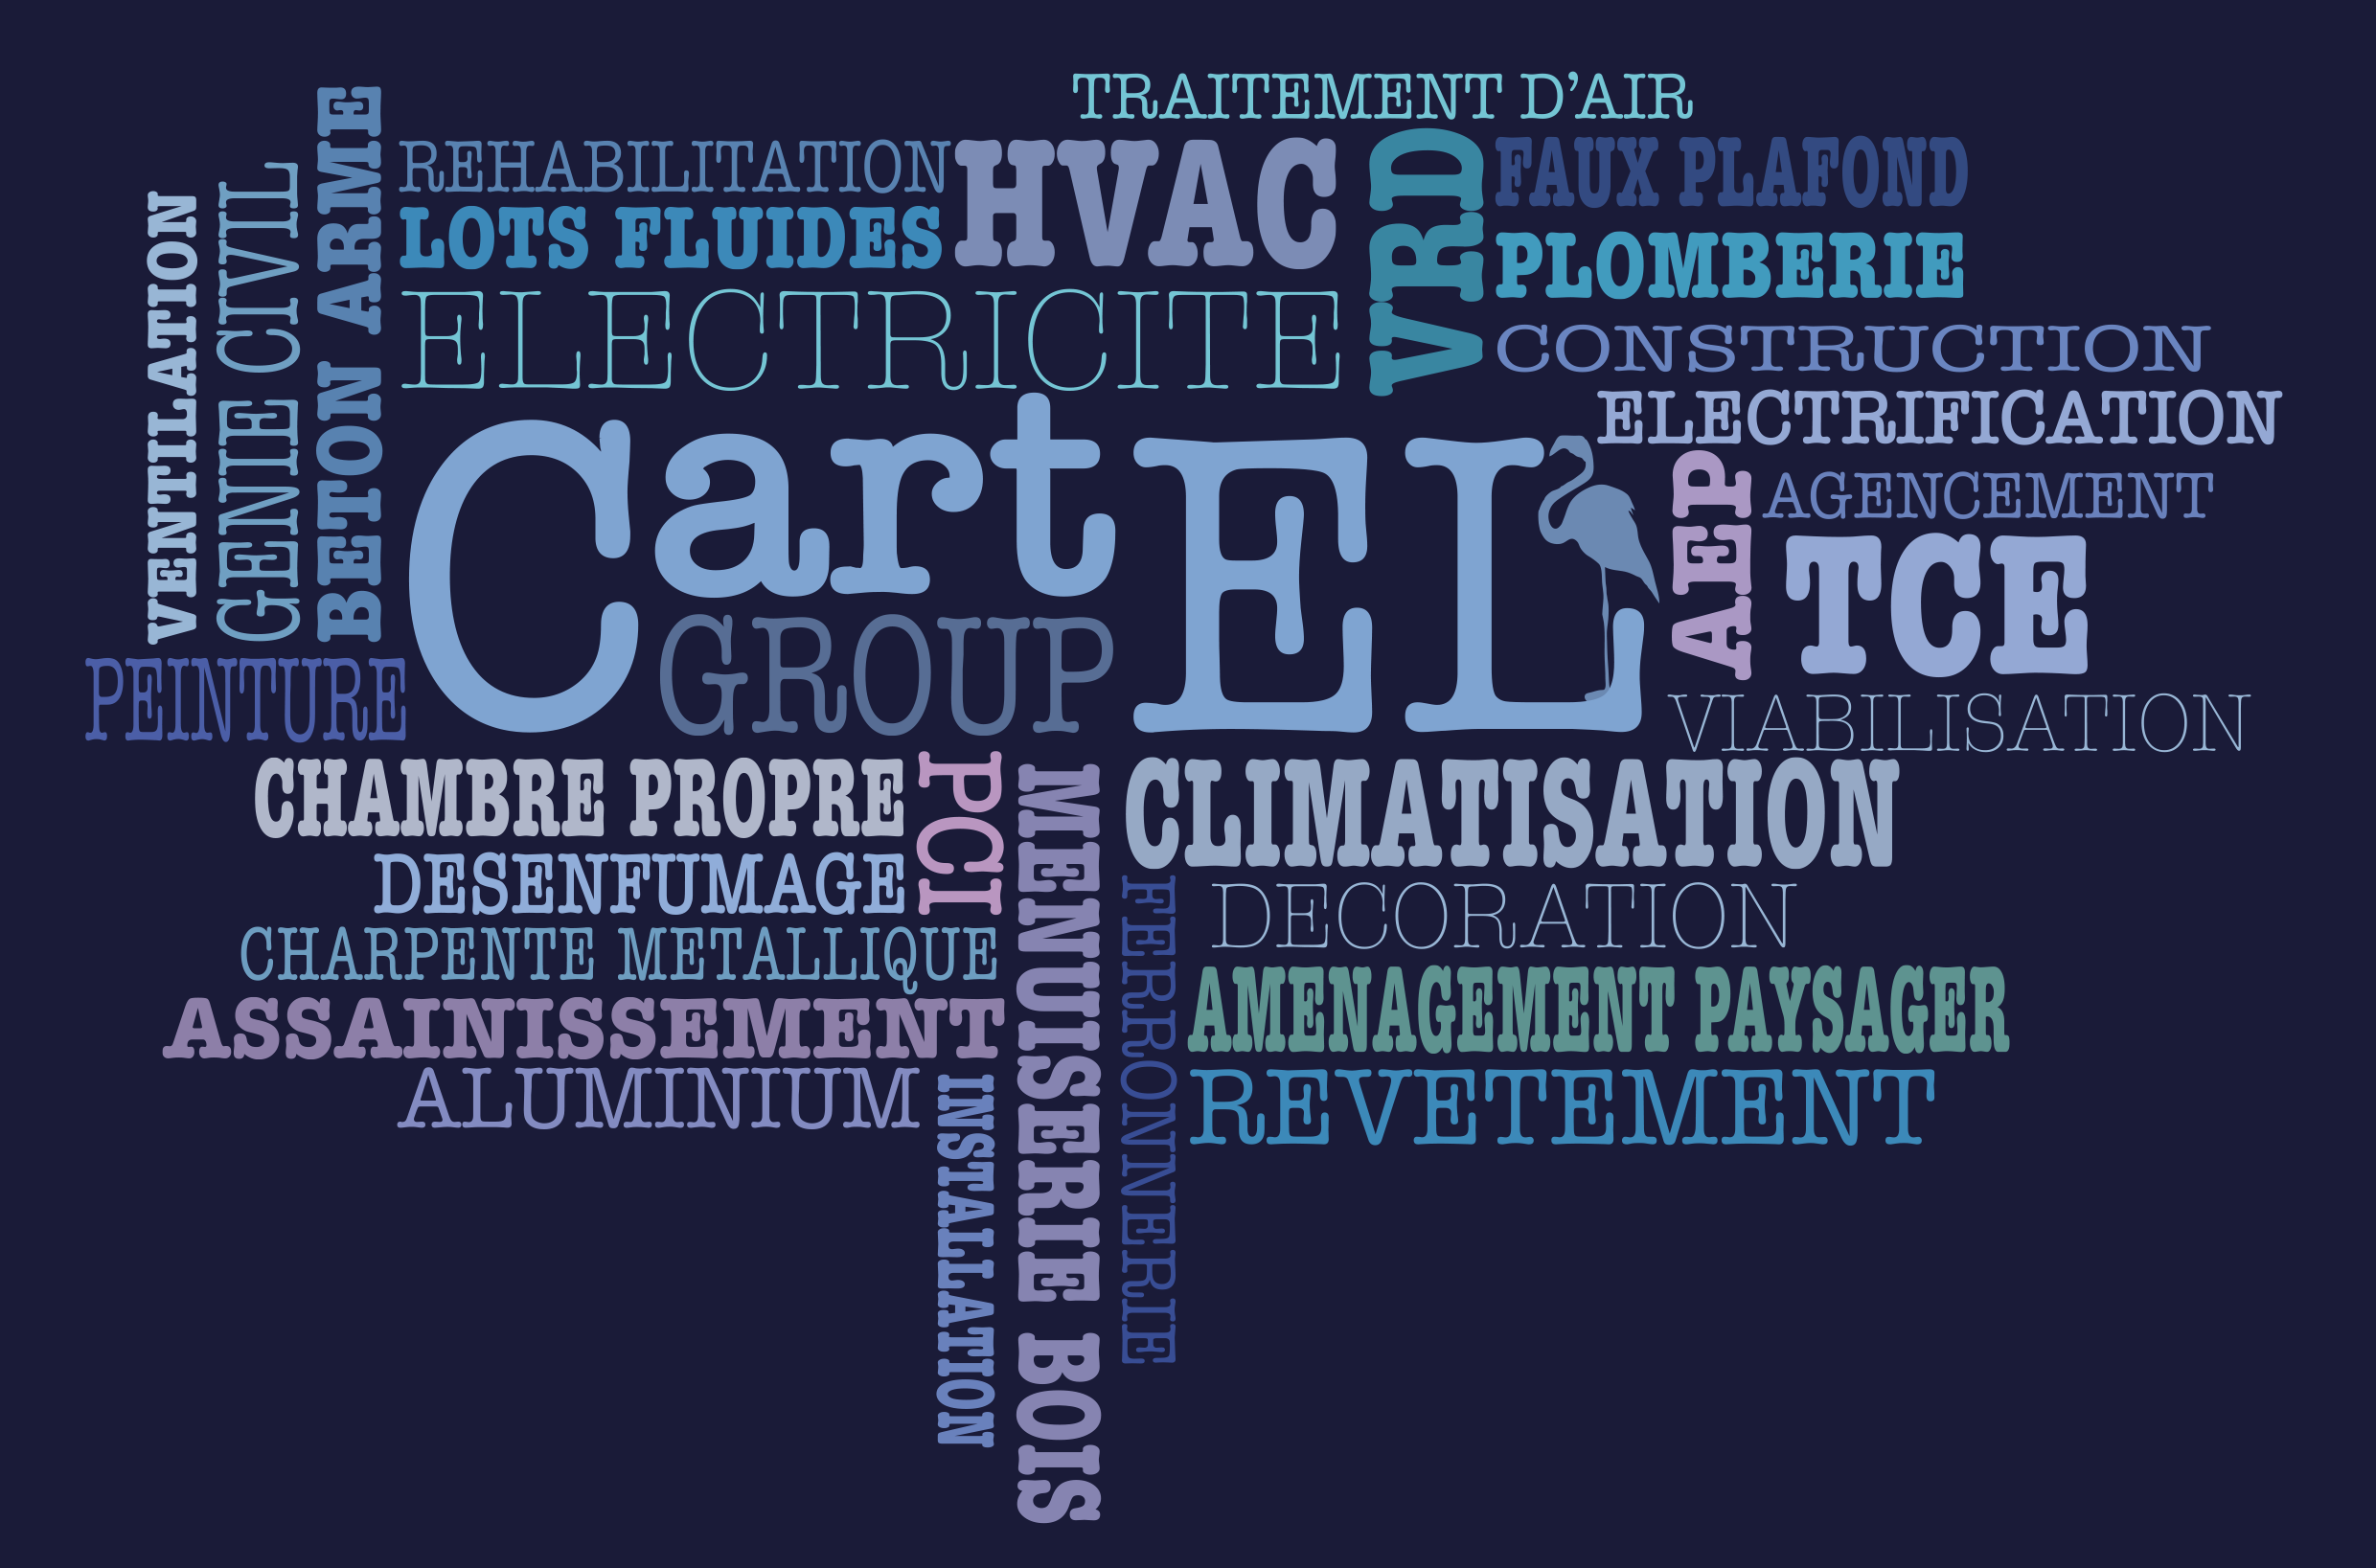 TRAITEMENT D'AIR
REHABILITATION
HVAC
VRD
FAUX PLAFOND
LOTS FLUIDES
PLOMBERIE
ELECTRICITE
CONSTRUCTION
VENTILATION
GENIE CIVIL
BETON ARME
ELECTRIFICATION
CartEL
GROUP
AEP
AGENCEMENT
TCE
PEINTURE
VIABILISATION
CHAMBRE PROPRE
PCI
MENUISERIE BOIS
CLIMATISATION
DESENFUMAGE
FERRONNERIE
DECORATION
CHARPENTE METALLIQUE
AMENAGEMENT PAYSAGER
ASSAINISSEMENT
ALUMINIUM
INSTALLATION
REVETEMENT